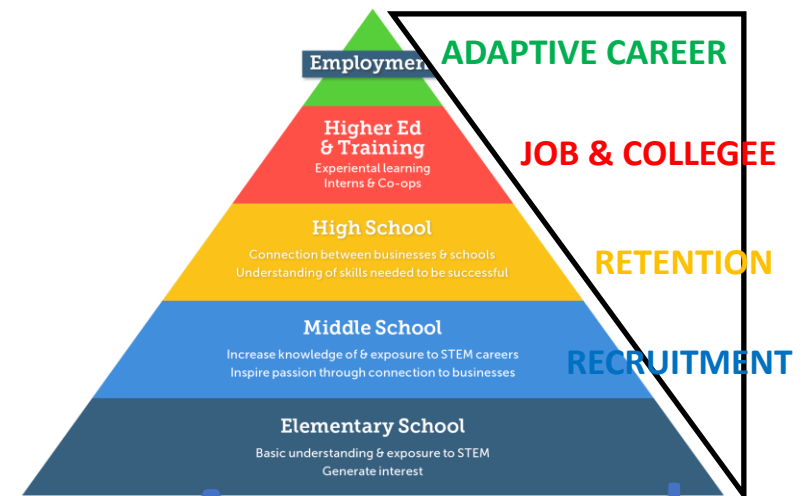 Employmen
ADAPTIVE CAREER
Higher Ed
& Training
Experiental learning
Interns & Co-ops
JOB & COLLEGEE
High School
Connection between businesses & schools
Understanding of skills needed to be successful
RETENTION
Middle School
Increase knowledge of & exposure to STEM careers
Inspire passion through connection to businesses
RECRUITMENT
Elementary School
Basic understanding & exposure to STEM
Generate interest